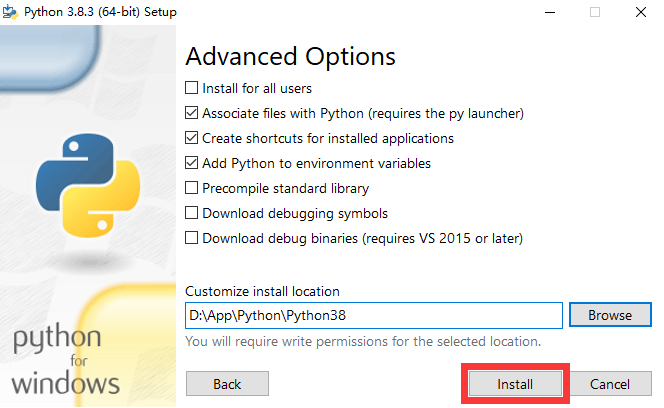 Python 3.8.3 (64-bit) Setup
Advanced Options
Install for all users
Associate files with Python (requires the py launcher)
Create shortcuts for installed applications
Add Python to environment variables
Precompile standard library
Download debugging symbols
Download debug binaries (requires VS 2015 or later)
Customize install location
D:\App\Python\Python38
Browse
You will require write permissions for the selected location.
python
for
windows
Back
Install
Cancel